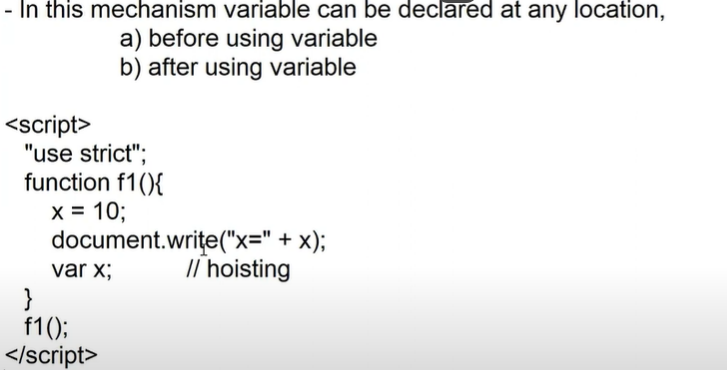 - In this mechanism variable can be declared at any location,
a) before using variable
b) after using variable
<script>
"use strict";
function f1(){
x = 10;
document.write("x=" + x);
var x; // hoisting
}
f1();
</script>